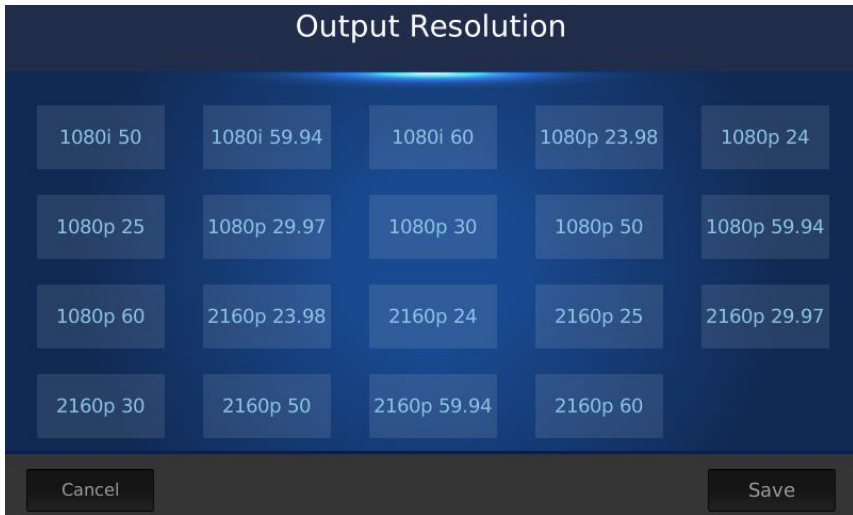 Output Resolution
1080i 50 1080i 59.94 1080i 60 1080p 23.98 1080p 24
1080p 25 1080p 29.97 1080p 30 1080p 50 1080p 59.94
1080p 60 2160p 23.98 2160p 24 2160p 25 2160p 29.97
2160p 30 2160p 50 2160p 59.94 2160p 60
Cancel Save